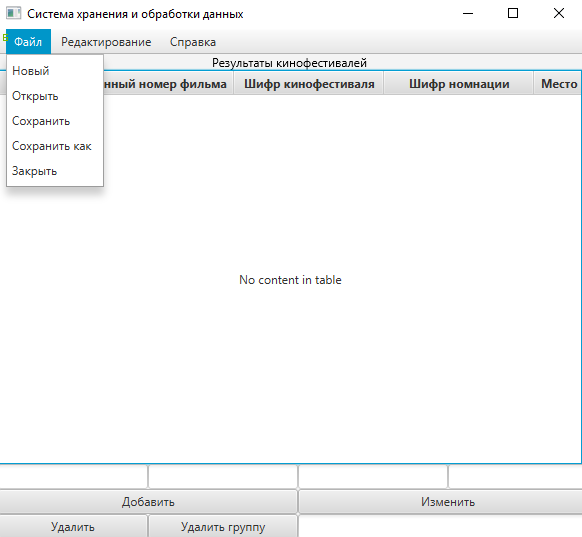 Система хранения и обработки данных
Файл Редактирование Справка
Результаты кинофестивалей
нный номер фильма Шифр кинофестиваля Шифр номнации Место
Новый
Открыть
Сохранить
Сохранить как
Закрыть
No content in table
Добавить Изменить
Удалить Удалить группу